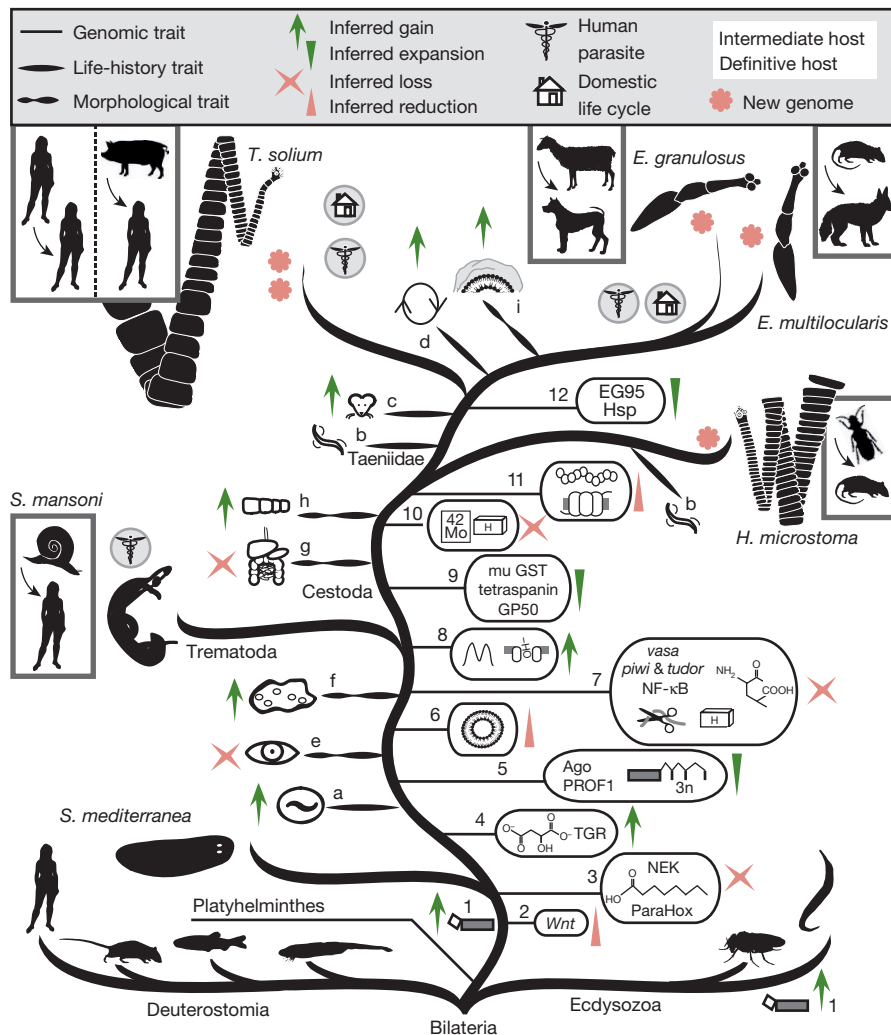 Genomic trait
Life-history trait
Morphological trait
Inferred gain
Inferred expansion
Inferred loss
Inferred reduction
Human
parasite
Domestic
life cycle
Intermediate host
Definitive host
New genome
T. solium
E. granulosus
E. multilocularis
i
d
c
b
Taeniidae
12
EG95
Hsp
11
b
H. microstoma
h
10
42
Mo
H
g
Cestoda
9
mu GST
tetraspanin
GP50
S. mansoni
Trematoda
8
7
vasa
piwi & tudor
NF-κB
NH2
O
COOH
H
f
6
e
5
Ago
PROF1
3n
a
4
O−
O
O
OH
O−
TGR
S. mediterranea
3
NEK
O
HO
ParaHox
Platyhelminthes
1
2
Wnt
Deuterostomia
Bilateria
Ecdysozoa
1